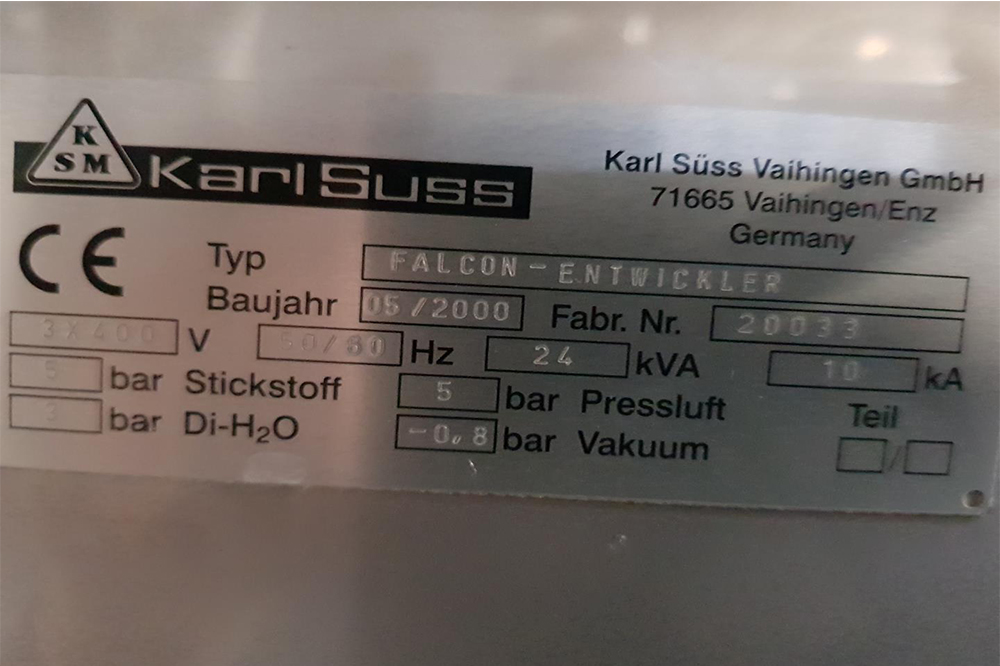 K
SM
Karl Suss
Karl Süss Vaihingen GmbH
71665 Vaihingen/Enz
Germany
CE
Typ FALCON-ENTWICKLER
Baujahr 05/2000 Fabr. Nr. 20033
3X400 V 50/60 Hz 24 kVA 10 kA
5 bar Stickstoff 5 bar Pressluft Teil
3 bar Di-H₂O -0,8 bar Vakuum /